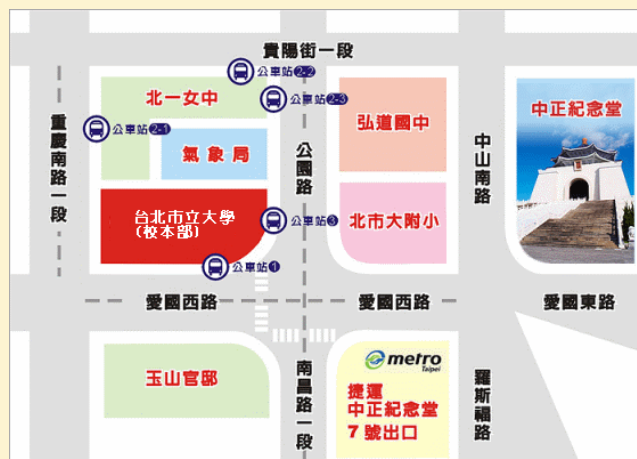 貴陽街一段
公車站2-2
北一女中
公車站2-3
弘道國中
中正紀念堂
重慶南路一段
公車站2-1
氣象局
公園路
中山南路
台北市立大學
(校本部)
公車站3
北市大附小
公車站1
愛國西路
愛國西路
愛國東路
玉山官邸
南昌路一段
metro
Taipei
捷運
中正紀念堂
7號出口
羅斯福路